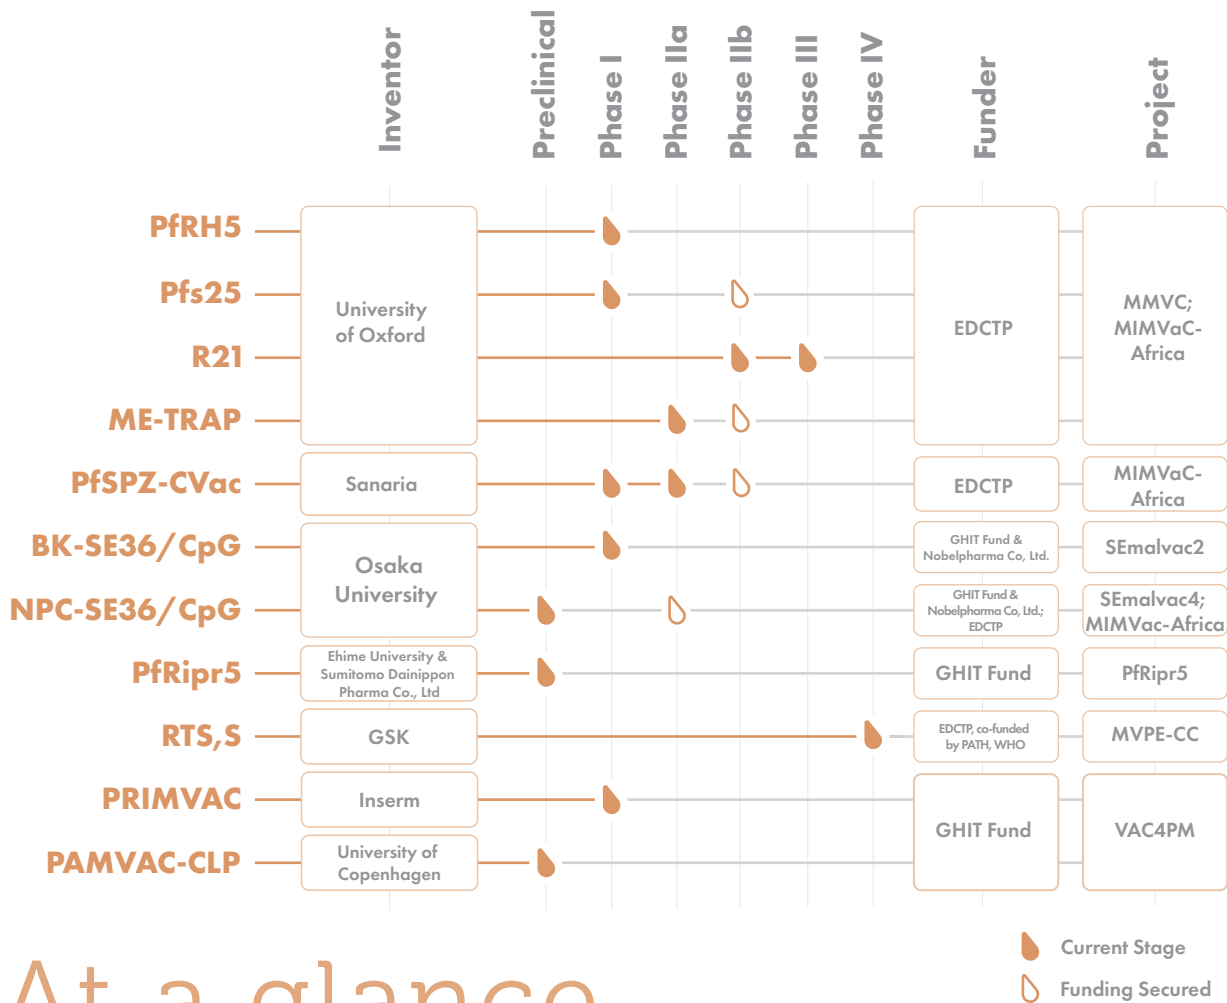 Inventor
Preclinical
Phase I
Phase IIa
Phase IIb
Phase III
Phase IV
Funder
Project
PfRH5
Pfs25
R21
ME-TRAP
University
of Oxford
EDCTP
MMVC;
MIMVaC-
Africa
PfSPZ-CVac
Sanaria
EDCTP
MIMVaC-
Africa
BK-SE36/CpG
NPC-SE36/CpG
Osaka
University
GHIT Fund &
Nobelpharma Co, Ltd.
SEmalvac2
GHIT Fund &
Nobelpharma Co, Ltd.;
EDCTP
SEmalvac4;
MIMVac-Africa
PfRipr5
Ehime University &
Sumitomo Dainippon
Pharma Co., Ltd
GHIT Fund
PfRipr5
RTS,S
GSK
EDCTP, co-funded
by PATH, WHO
MVPE-CC
PRIMVAC
Inserm
PAMVAC-CLP
University of
Copenhagen
GHIT Fund
VAC4PM
Current Stage
Funding Secured
At a glance